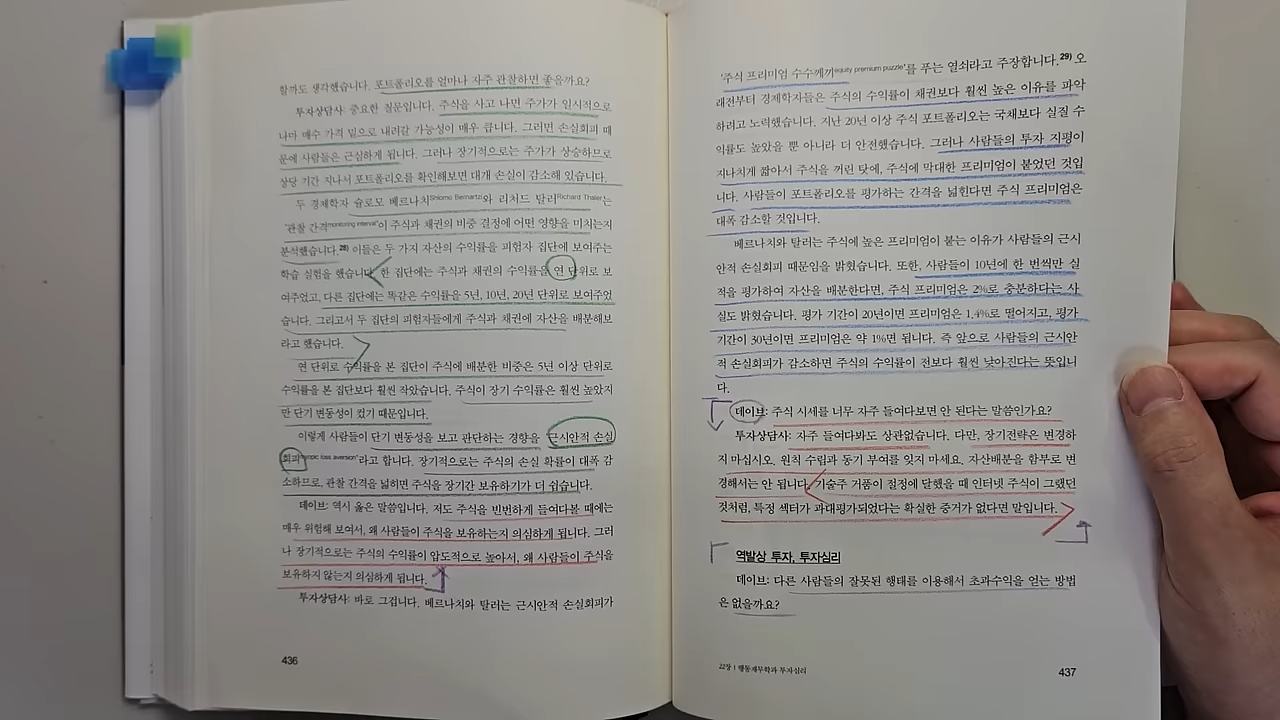 할까도 생각했습니다. 포트폴리오를 얼마나 자주 관찰하면 좋을까요?
투자상담사: 중요한 질문입니다. 주식을 사고 나면 주가가 일시적으로
나마 매수 가격 밑으로 내려갈 가능성이 매우 큽니다. 그러면 손실회피 때
문에 사람들은 근심하게 됩니다. 그러나 장기적으로는 주가가 상승하므로
상당 기간 지나서 포트폴리오를 확인해보면 대개 손실이 감소해 있습니다.
두 경제학자 슐로모 베르나치Shlomo Bernartzi와 리처드 탈러Richard Thaler는
'관찰 간격monitoring interval'이 주식과 채권의 비중 결정에 어떤 영향을 미치는지
분석했습니다.28) 이들은 두 가지 자산의 수익률을 피험자 집단에 보여주는
학습 실험을 했습니다. 한 집단에는 주식과 채권의 수익률을 연 단위로 보
여주었고, 다른 집단에는 똑같은 수익률을 5년, 10년, 20년 단위로 보여주었
습니다. 그리고서 두 집단의 피험자들에게 주식과 채권에 자산을 배분해보
라고 했습니다.
연 단위로 수익률을 본 집단이 주식에 배분한 비중은 5년 이상 단위로
수익률을 본 집단보다 훨씬 작았습니다. 주식이 장기 수익률은 훨씬 높았지
만 단기 변동성이 컸기 때문입니다.
이렇게 사람들이 단기 변동성을 보고 판단하는 경향을 '근시안적 손실
회피myopic loss aversion'라고 합니다. 장기적으로는 주식의 손실 확률이 대폭 감
소하므로, 관찰 간격을 넓히면 주식을 장기간 보유하기가 더 쉽습니다.
데이브: 역시 옳은 말씀입니다. 저도 주식을 빈번하게 들여다볼 때에는
매우 위험해 보여서, 왜 사람들이 주식을 보유하는지 의심하게 됩니다. 그러
나 장기적으로는 주식의 수익률이 압도적으로 높아서, 왜 사람들이 주식을
보유하지 않는지 의심하게 됩니다.
투자상담사: 바로 그겁니다. 베르나치와 탈러는 근시안적 손실회피가
436
'주식 프리미엄 수수께끼equity premium puzzle'를 푸는 열쇠라고 주장합니다.29) 오
래전부터 경제학자들은 주식의 수익률이 채권보다 훨씬 높은 이유를 파악
하려고 노력했습니다. 지난 20년 이상 주식 포트폴리오는 국채보다 실질 수
익률도 높았을 뿐 아니라 더 안전했습니다. 그러나 사람들의 투자 지평이
지나치게 짧아서 주식을 꺼린 탓에, 주식에 막대한 프리미엄이 붙었던 것입
니다. 사람들이 포트폴리오를 평가하는 간격을 넓힌다면 주식 프리미엄은
대폭 감소할 것입니다.
베르나치와 탈러는 주식에 높은 프리미엄이 붙는 이유가 사람들의 근시
안적 손실회피 때문임을 밝혔습니다. 또한, 사람들이 10년에 한 번씩만 실
적을 평가하여 자산을 배분한다면, 주식 프리미엄은 2%로 충분하다는 사
실도 밝혔습니다. 평가 기간이 20년이면 프리미엄은 1.4%로 떨어지고, 평가
기간이 30년이면 프리미엄은 약 1%면 됩니다. 즉 앞으로 사람들의 근시안
적 손실회피가 감소하면 주식의 수익률이 전보다 훨씬 낮아진다는 뜻입니
다.
데이브: 주식 시세를 너무 자주 들여다보면 안 된다는 말씀인가요?
투자상담사: 자주 들여다봐도 상관없습니다. 다만, 장기전략은 변경하
지 마십시오. 원칙 수립과 동기 부여를 잊지 마세요. 자산배분을 함부로 변
경해서는 안 됩니다. 기술주 거품이 절정에 달했을 때 인터넷 주식이 그랬던
것처럼, 특정 섹터가 과대평가되었다는 확실한 증거가 없다면 말입니다.
역발상 투자, 투자심리
데이브: 다른 사람들의 잘못된 행태를 이용해서 초과수익을 얻는 방법
은 없을까요?
22장 | 행동재무학과 투자심리
437